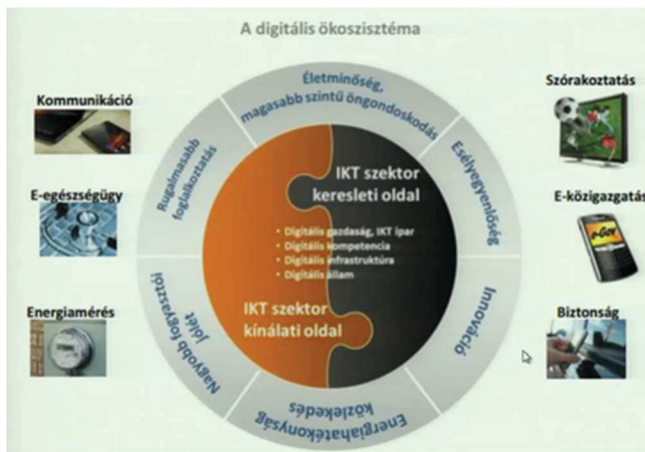 A digitális ökoszisztéma
Kommunikáció
E-egészségügy
Energiamérés
Életminőség,
magasabb szintű öngondoskodás
Esélyegyenlőség
Innováció
Energiahatékonyság
közlekedés
Nagyobb fogyasztói
jólét
Rugalmasabb
foglalkoztatás
IKT szektor
keresleti oldal
• Digitális gazdaság, IKT ipar
• Digitális kompetencia
• Digitális infrastruktúra
• Digitális állam
IKT szektor
kínálati oldal
Szórakoztatás
E-közigazgatás
e-Gov
Biztonság